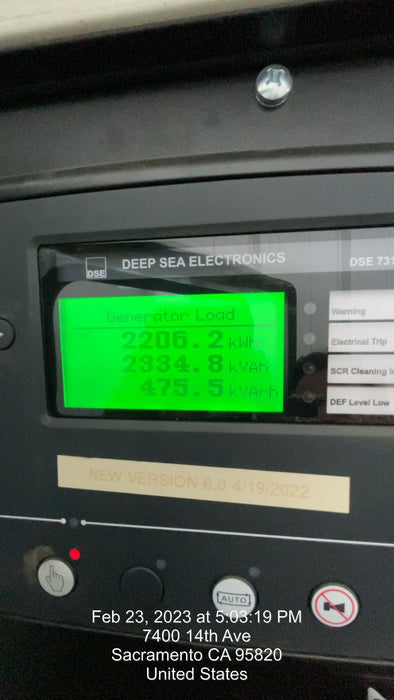 DSE
DEEP SEA ELECTRONICS
DSE 731
Generator Load
2206.2 kWh
2334.8 kVAh
475.5 kVArh
Warning
Electrical Trip
SCR Cleaning
DEF Level Low
NEW VERSION 6.0 4/19/2022
AUTO
Feb 23, 2023 at 5:03:19 PM
7400 14th Ave
Sacramento CA 95820
United States